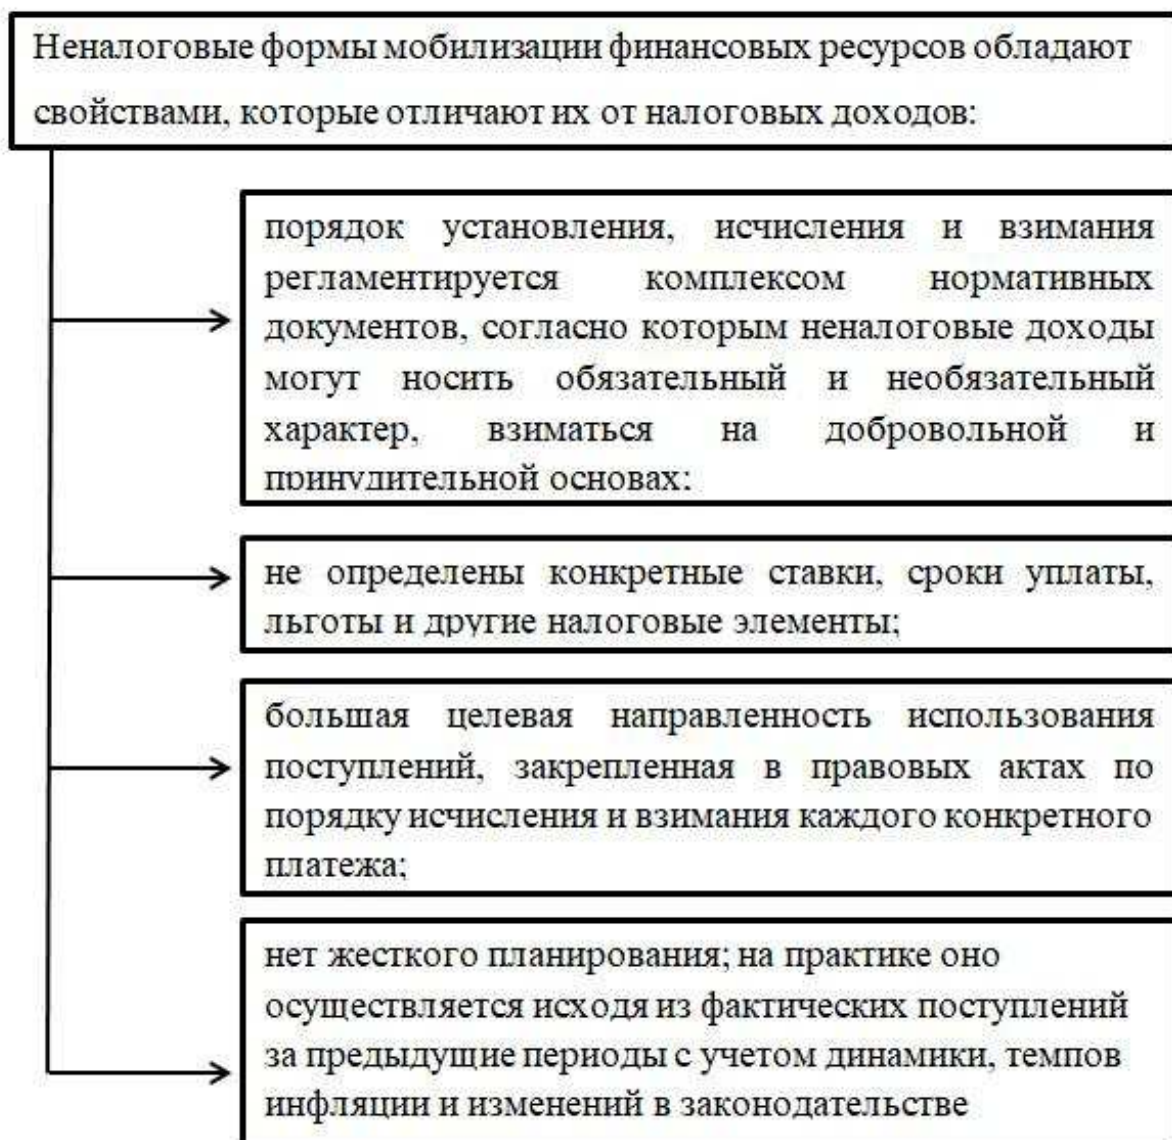 Неналоговые формы мобилизации финансовых ресурсов обладают
свойствами, которые отличают их от налоговых доходов:
порядок установления, исчисления и взимания
регламентируется комплексом нормативных
документов, согласно которым неналоговые доходы
могут носить обязательный и необязательный
характер, взиматься на добровольной и
принудительной основах;
не определены конкретные ставки, сроки уплаты,
льготы и другие налоговые элементы;
большая целевая направленность использования
поступлений, закрепленная в правовых актах по
порядку исчисления и взимания каждого конкретного
платежа;
нет жесткого планирования; на практике оно
осуществляется исходя из фактических поступлений
за предыдущие периоды с учетом динамики, темпов
инфляции и изменений в законодательстве